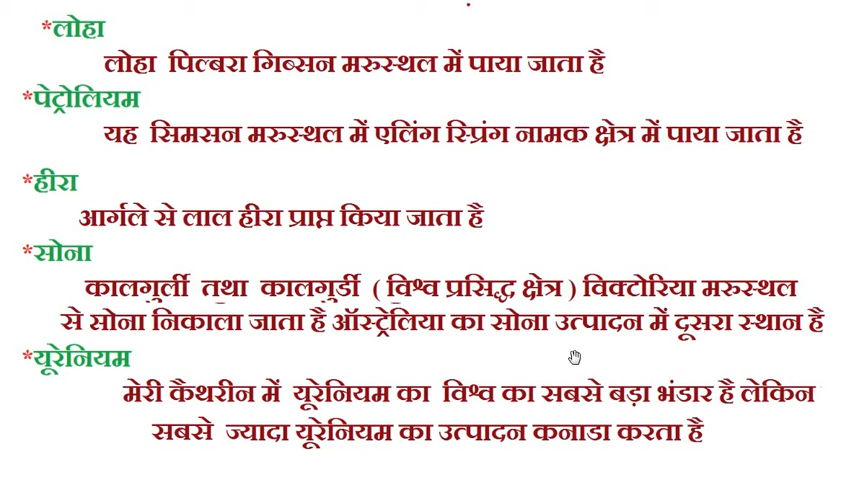 *लोहा
लोहा पिल्बरा गिब्सन मरुस्थल में पाया जाता है
*पेट्रोलियम
यह सिमसन मरुस्थल में एलिंग स्प्रिंग नामक क्षेत्र में पाया जाता है
*हीरा
आर्गले से लाल हीरा प्राप्त किया जाता है
*सोना
कालगुर्ली तथा कालगुर्डी ( विश्व प्रसिद्ध क्षेत्र ) विक्टोरिया मरुस्थल
से सोना निकाला जाता है ऑस्ट्रेलिया का सोना उत्पादन में दूसरा स्थान है
*यूरेनियम
मेरी कैथरीन में यूरेनियम का विश्व का सबसे बड़ा भंडार है लेकिन
सबसे ज्यादा यूरेनियम का उत्पादन कनाडा करता है